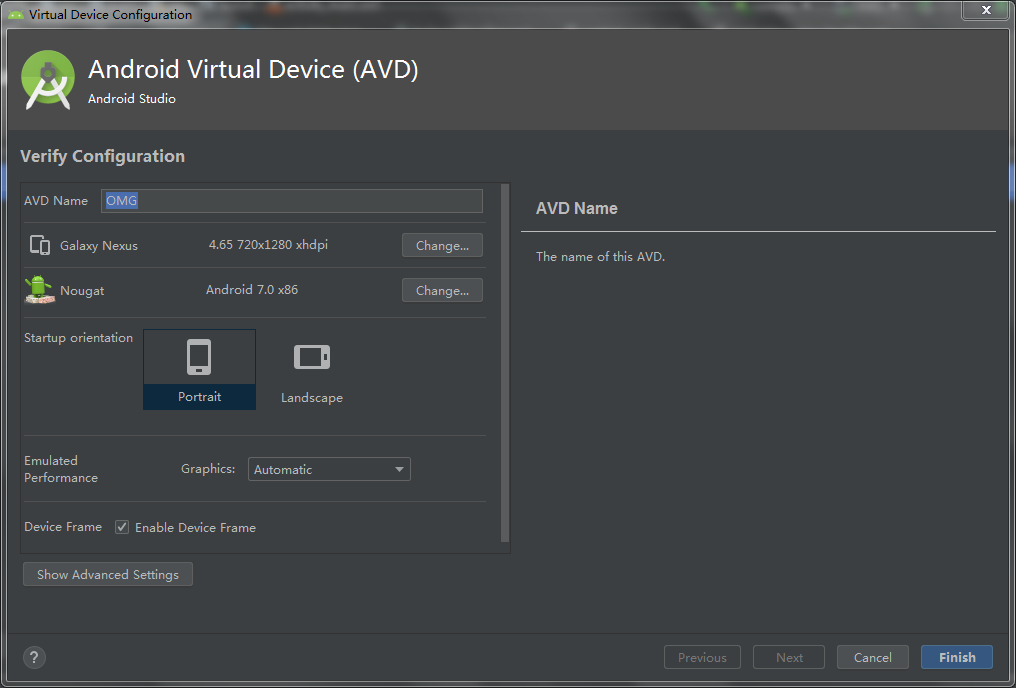 Virtual Device Configuration
Android Virtual Device (AVD)
Android Studio
Verify Configuration
AVD Name OMG
Galaxy Nexus 4.65 720x1280 xhdpi Change...
Nougat Android 7.0 x86 Change...
Startup orientation
Portrait
Landscape
Emulated
Performance
Graphics: Automatic
Device Frame Enable Device Frame
Show Advanced Settings
AVD Name
The name of this AVD.
? Previous Next Cancel Finish